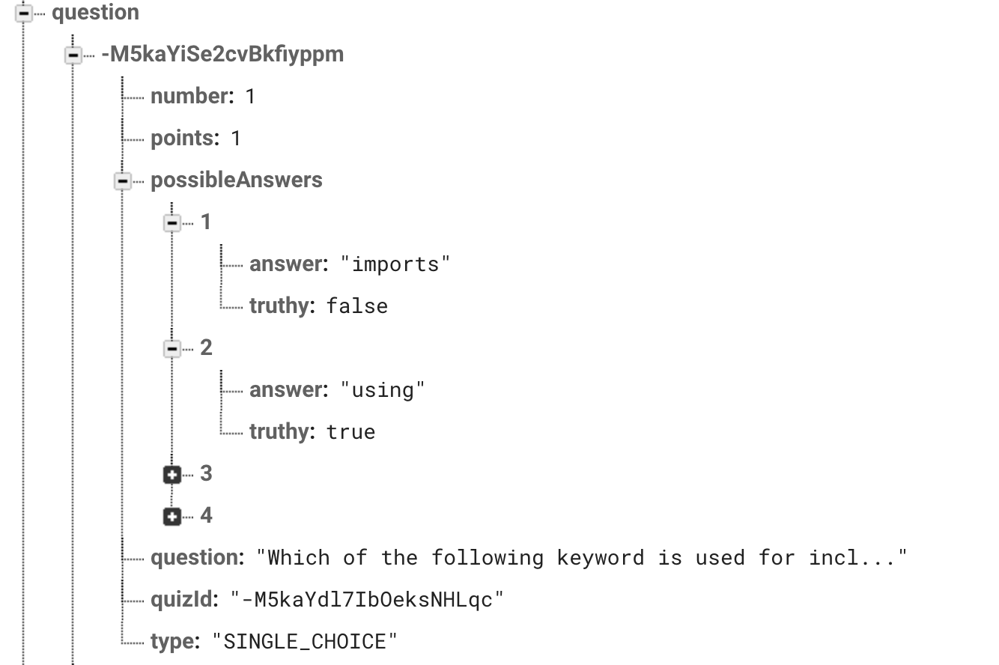 question
-M5kaYiSe2cvBkfiyppm
number: 1
points: 1
possibleAnswers
1
answer: "imports"
truthy: false
2
answer: "using"
truthy: true
3
4
question: "Which of the following keyword is used for incl..."
quizId: "-M5kaYdl7IbOeksNHLqc"
type: "SINGLE_CHOICE"